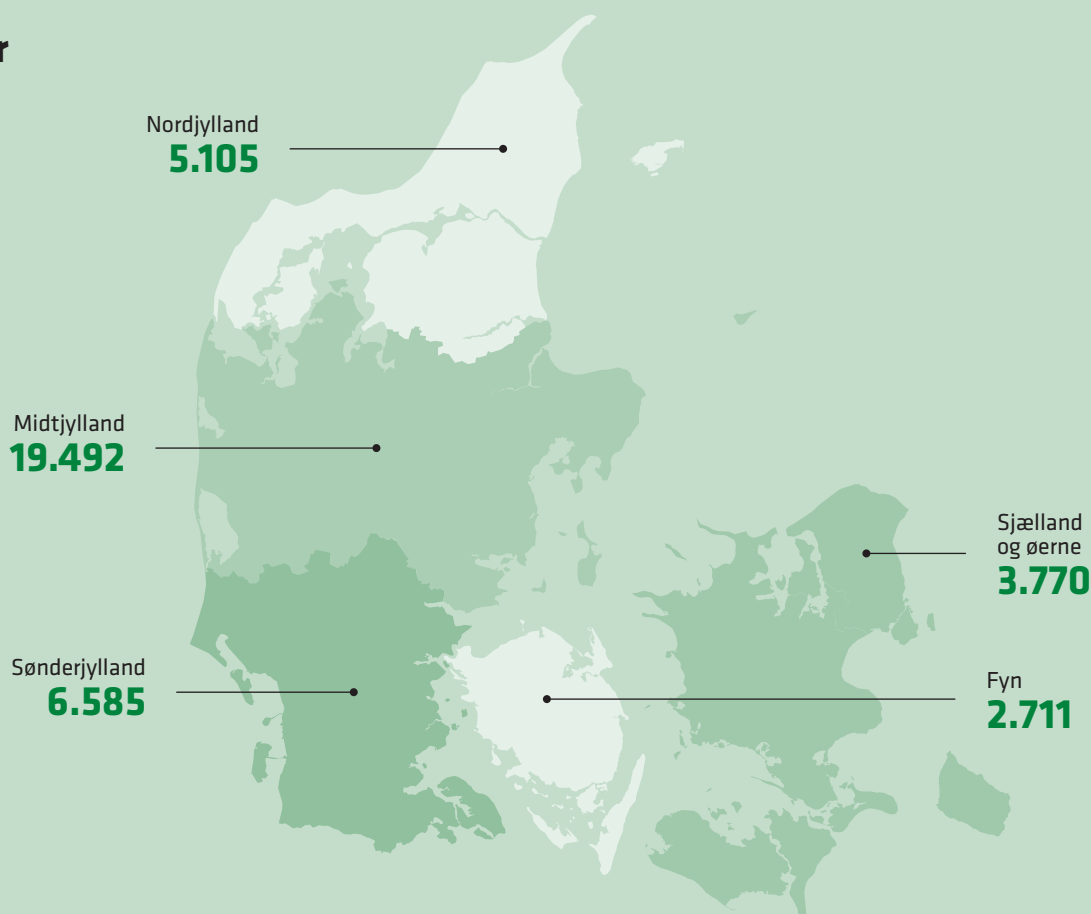 Nordjylland
5.105
Midtjylland
19.492
Sjælland
og øerne
3.770
Sønderjylland
6.585
Fyn
2.711